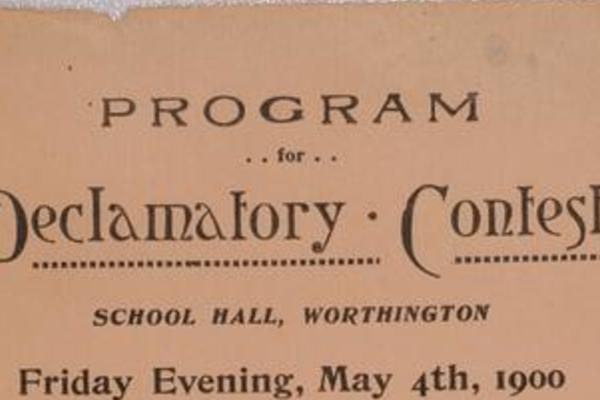 PROGRAM
. . for . .
Declamatory · Contest
SCHOOL HALL, WORTHINGTON
Friday Evening, May 4th, 1900